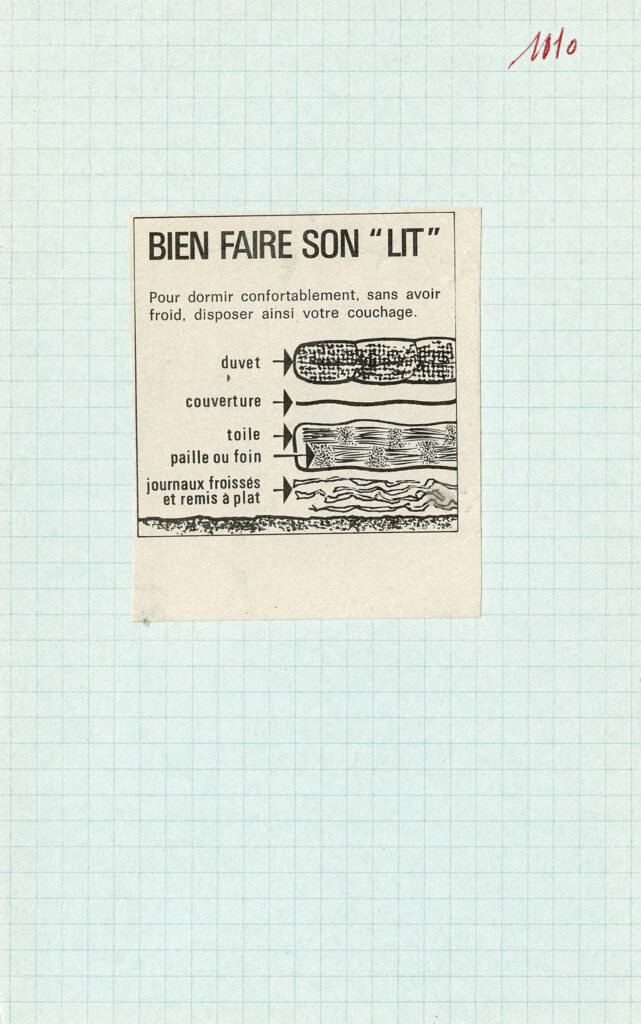 1010
BIEN FAIRE SON "LIT"
Pour dormir confortablement, sans avoir
froid, disposer ainsi votre couchage.
duvet
couverture
toile
paille ou foin
journaux froissés
et remis à plat